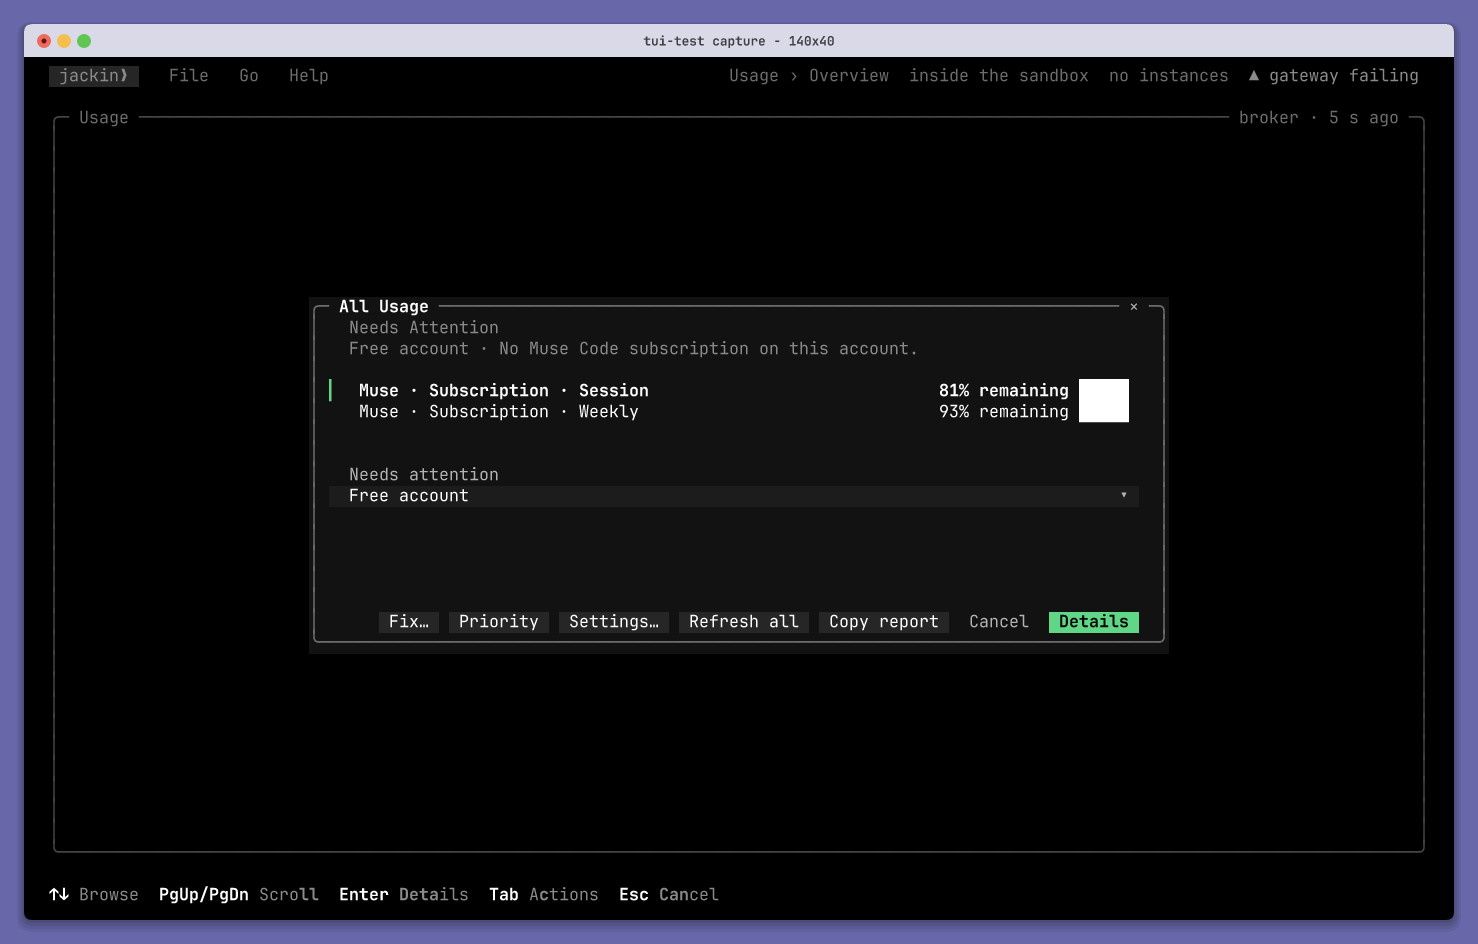 tui-test capture - 140x40
jackin❯ File Go Help Usage › Overview inside the sandbox no instances ▲ gateway failing
Usage broker · 5 s ago
All Usage ×
Needs Attention
Free account · No Muse Code subscription on this account.
Muse · Subscription · Session 81% remaining
Muse · Subscription · Weekly 93% remaining
Needs attention
Free account ▾
Fix… Priority Settings… Refresh all Copy report Cancel Details
↑↓ Browse PgUp/PgDn Scroll Enter Details Tab Actions Esc Cancel